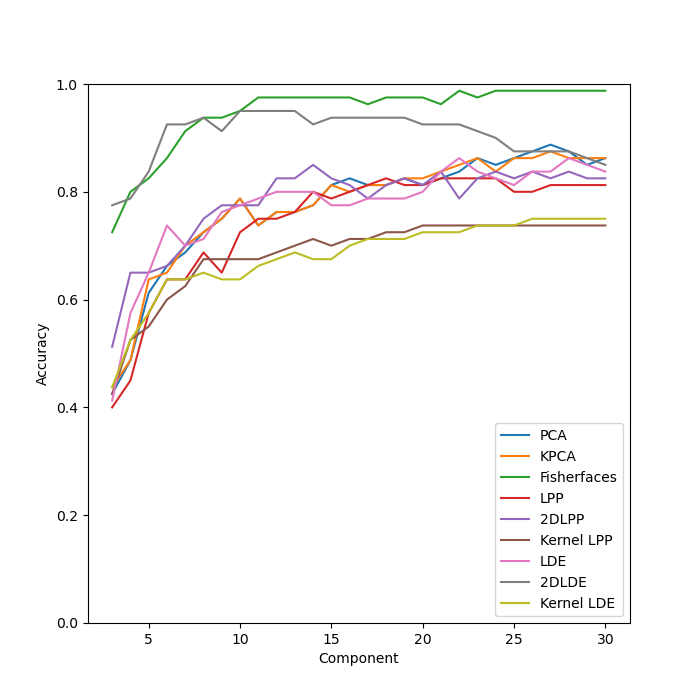 1.0
0.8
0.6
0.4
0.2
0.0
Accuracy
5 10 15 20 25 30
Component
PCA
KPCA
Fisherfaces
LPP
2DLPP
Kernel LPP
LDE
2DLDE
Kernel LDE